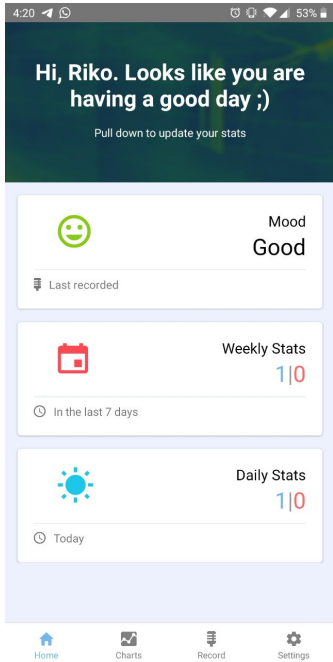 4:20
53%
Hi, Riko. Looks like you are
having a good day ;)
Pull down to update your stats
Mood
Good
Last recorded
Weekly Stats
1|0
In the last 7 days
Daily Stats
1|0
Today
Home
Charts
Record
Settings